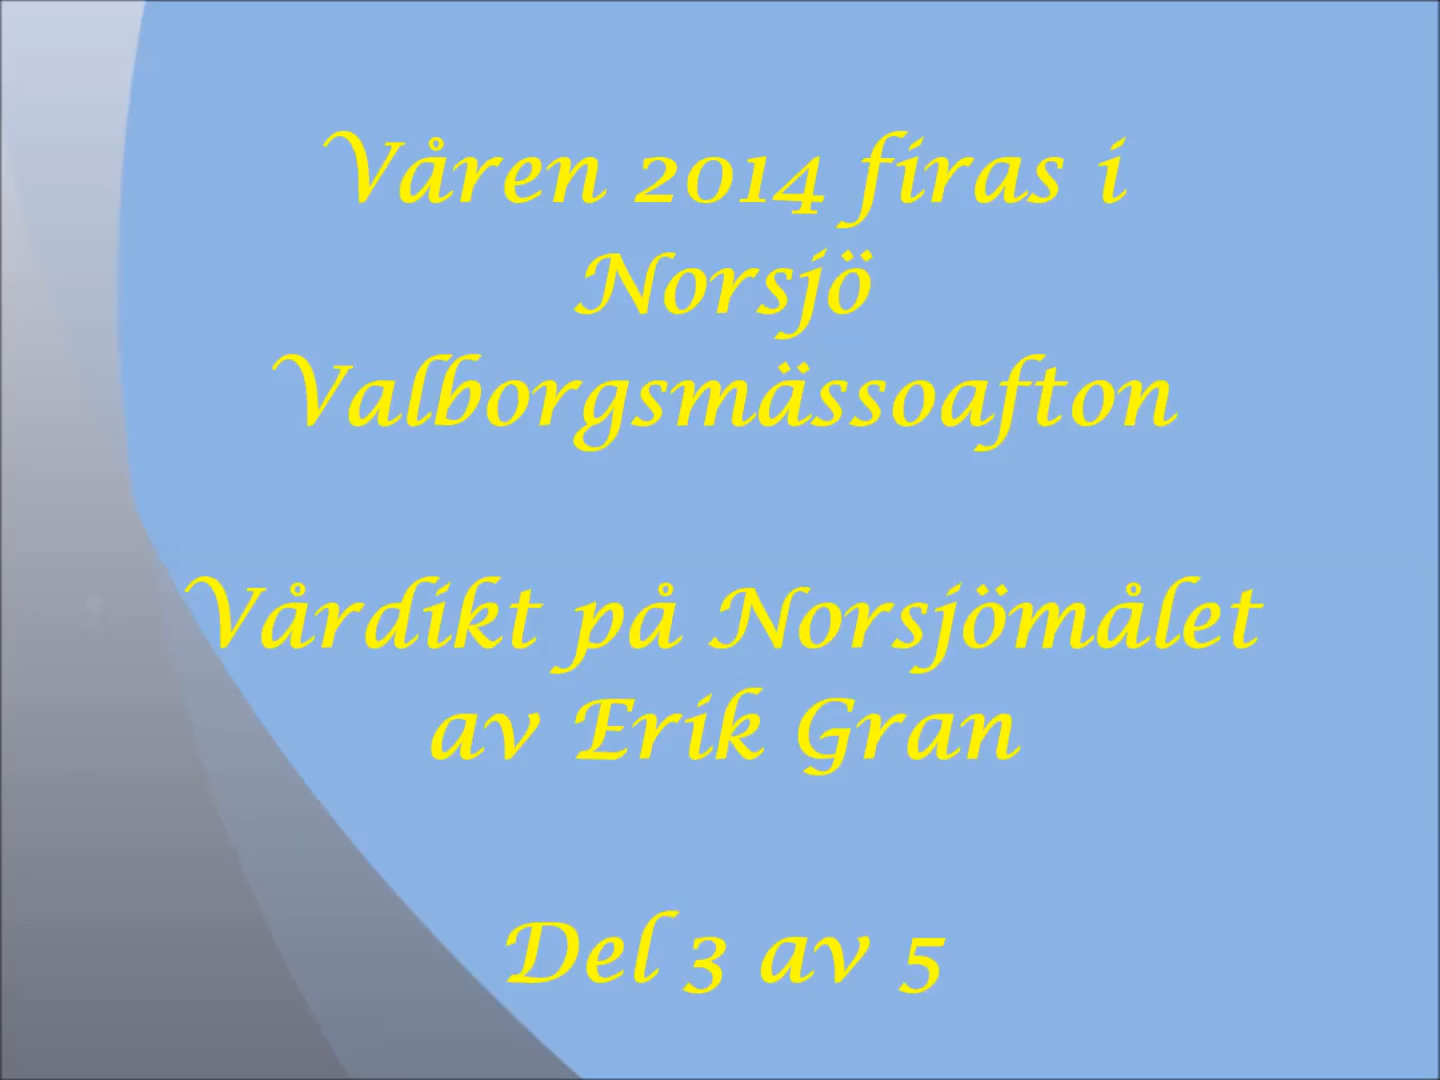 Våren 2014 firas i
Norsjö
Valborgsmässoafton
Vårdikt på Norsjömålet
av Erik Gran
Del 3 av 5